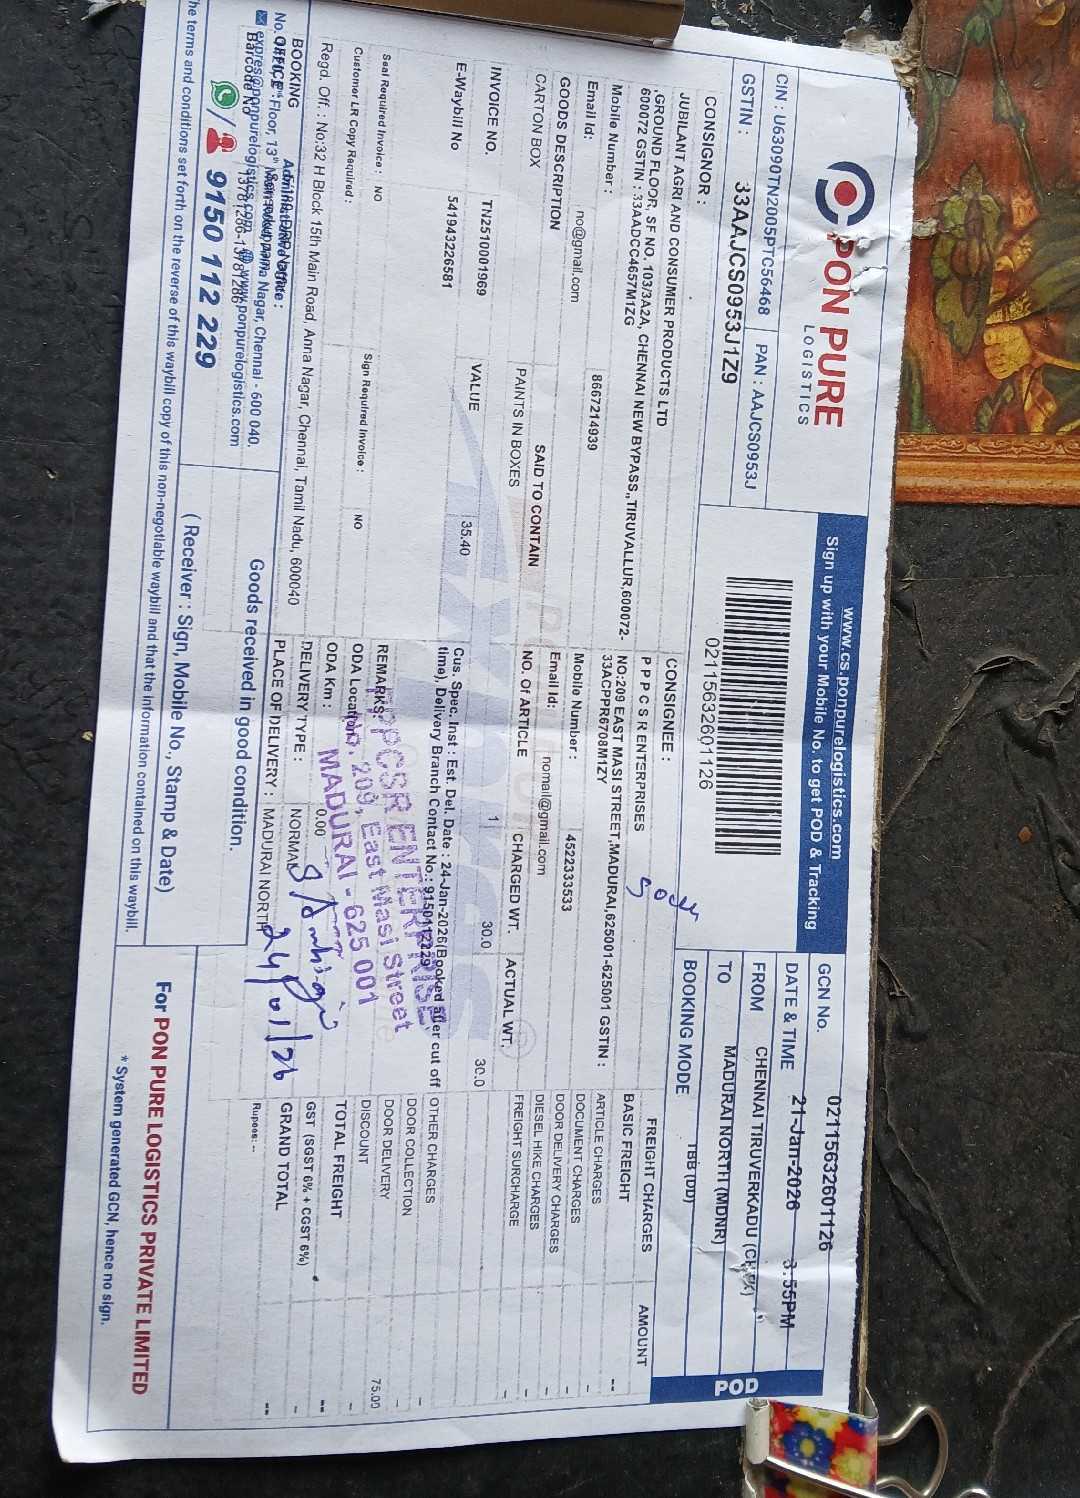 PON PURE
LOGISTICS
CIN : U63090TN2005PTC56468
PAN : AAJCS0953J
GSTIN : 33AAJCS0953J1Z9
www.cs.ponpurelogistics.com
Sign up with your Mobile No. to get POD & Tracking
02115632601126
GCN No. 02115632601126
DATE & TIME 21-Jan-2026 3:55PM
FROM CHENNAI TIRUVERKADU
TO MADURAI NORTH (MDNR)
BOOKING MODE TBB (DD)
POD
CONSIGNOR :
JUBILANT AGRI AND CONSUMER PRODUCTS LTD
,GROUND FLOOR, SF NO. 103/3A2A, CHENNAI NEW BYPASS,,TIRUVALLUR,600072-
600072 GSTIN : 33AADCC4657M1ZG
Mobile Number : 8667214939
Email Id: no@gmail.com
CONSIGNEE :
P P P C S R ENTERPRISES
NO:209 EAST MASI STREET,MADURAI,625001-625001 GSTIN :
33ACPPR6708M1ZY
Mobile Number : 4522333533
Email Id: nomail@gmail.com
GOODS DESCRIPTION SAID TO CONTAIN NO. Of ARTICLE CHARGED WT. ACTUAL WT.
CARTON BOX PAINTS IN BOXES 1 30.0 30.0
INVOICE NO. TN2510001969 VALUE 35.40
E-Waybill No 541943226581
Cus. Spec. Inst : Est. Del. Date : 24-Jan-2026(Booked after cut off
time), Delivery Branch Contact No.: 9150112229
Seal Required Invoice : NO
Customer LR Copy Required :
Sign Required Invoice : NO
REMARKS:
ODA Location :
ODA Km : 0.00
DELIVERY TYPE : NORMAL
PLACE OF DELIVERY : MADURAI NORTH
PPCSR ENTERPRISE
No. 209, East Masi Street
MADURAI - 625 001
24/01/26
FREIGHT CHARGES AMOUNT
BASIC FREIGHT --
ARTICLE CHARGES -
DOCUMENT CHARGES -
DOOR DELIVERY CHARGES -
DIESEL HIKE CHARGES -
FREIGHT SURCHARGE -
OTHER CHARGES -
DOOR COLLECTION -
DOOR DELIVERY 75.00
DISCOUNT -
TOTAL FREIGHT --
GST (SGST 6% + CGST 6%) -
GRAND TOTAL --
Rupees: --
Regd. Off. : No:32 H Block 15th Main Road, Anna Nagar, Chennai, Tamil Nadu, 600040
BOOKING
OFFICE :
Administrative Office :
Barcode No
9150 112 229
Goods received in good condition.
( Receiver : Sign, Mobile No., Stamp & Date)
he terms and conditions set forth on the reverse of this waybill copy of this non-negotiable waybill and that the information contained on this waybill.
For PON PURE LOGISTICS PRIVATE LIMITED
* System generated GCN, hence no sign.